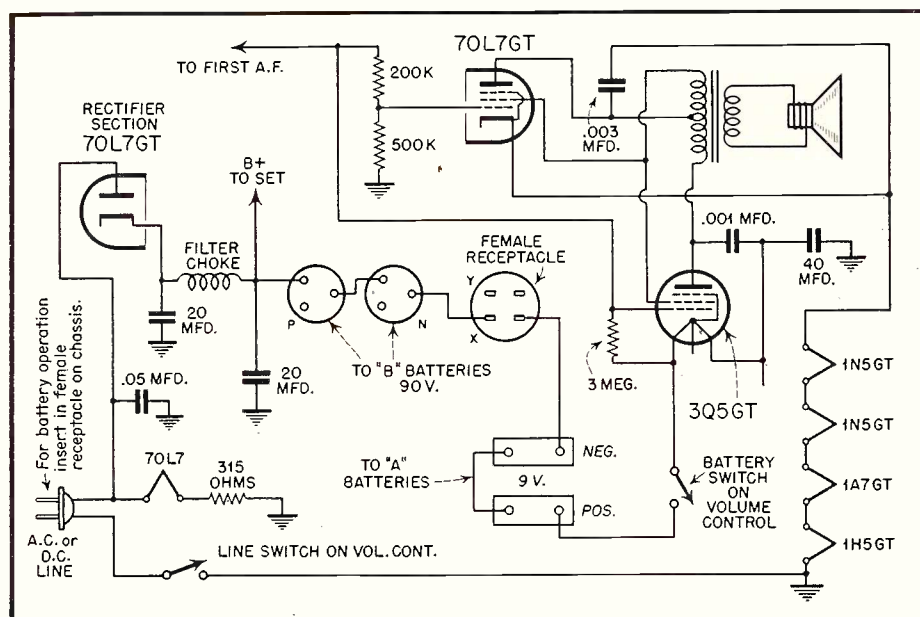 70L7GT
TO FIRST A.F.
200K
RECTIFIER
SECTION
70L7GT
.003
MFD.
500K
B+
TO SET
FEMALE
RECEPTACLE
.001 MFD.
FILTER
CHOKE
Y
40
MFD.
20
MFD.
P
N
X
TO "B" BATTERIES
90 V.
3 MEG.
3Q5GT
1N5GT
20
MFD.
.05 MFD.
For battery operation
insert in female
receptacle on chassis.
1N5GT
TO "A"
BATTERIES
NEG.
9 V.
POS.
BATTERY
SWITCH
ON
VOLUME
CONTROL
70L7
315
OHMS
1A7GT
A.C. or
D.C.
LINE
LINE SWITCH ON VOL. CONT.
1H5GT